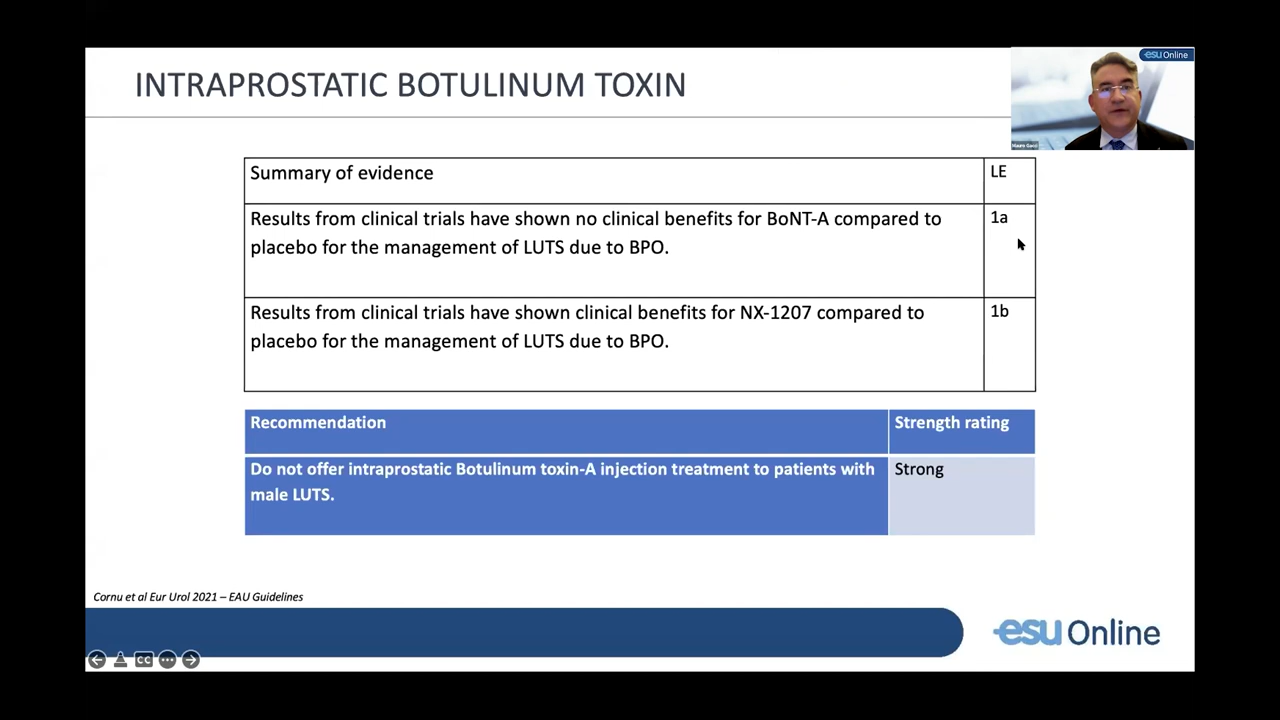 INTRAPROSTATIC BOTULINUM TOXIN
esu Online
Mauro Gacci
Summary of evidence LE
Results from clinical trials have shown no clinical benefits for BoNT-A compared to 1a
placebo for the management of LUTS due to BPO.
Results from clinical trials have shown clinical benefits for NX-1207 compared to 1b
placebo for the management of LUTS due to BPO.
Recommendation Strength rating
Do not offer intraprostatic Botulinum toxin-A injection treatment to patients with Strong
male LUTS.
Cornu et al Eur Urol 2021 – EAU Guidelines
esu Online
CC